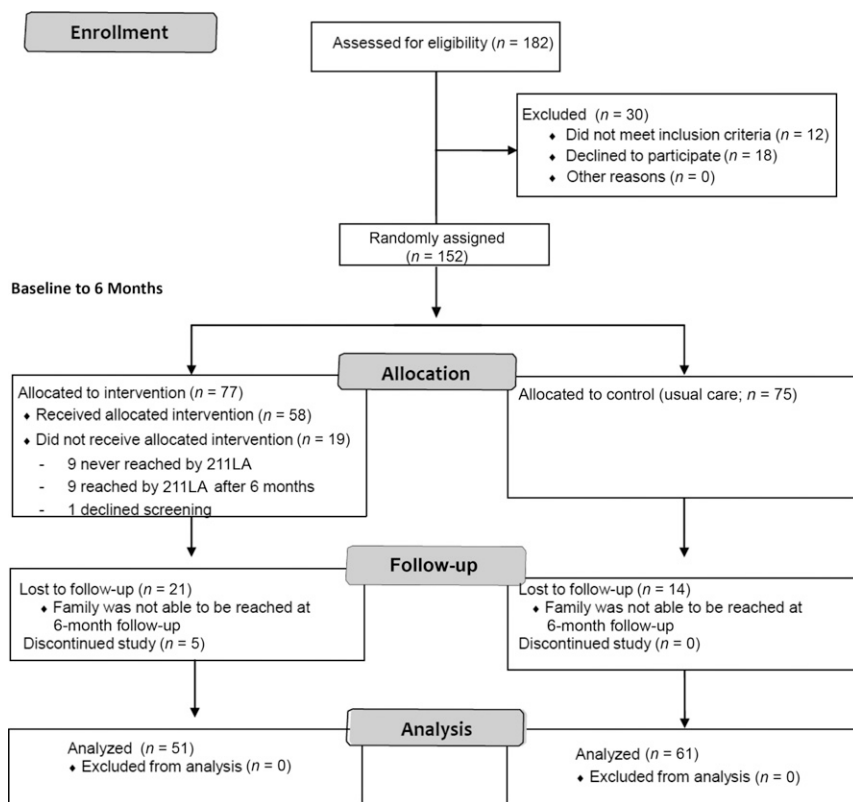 Enrollment
Assessed for eligibility (n = 182)
Excluded (n = 30)
♦ Did not meet inclusion criteria (n = 12)
♦ Declined to participate (n = 18)
♦ Other reasons (n = 0)
Randomly assigned
(n = 152)
Baseline to 6 Months
Allocation
Allocated to intervention (n = 77)
♦ Received allocated intervention (n = 58)
♦ Did not receive allocated intervention (n = 19)
- 9 never reached by 211LA
- 9 reached by 211LA after 6 months
- 1 declined screening
Allocated to control (usual care; n = 75)
Follow-up
Lost to follow-up (n = 21)
♦ Family was not able to be reached at
6-month follow-up
Discontinued study (n = 5)
Lost to follow-up (n = 14)
♦ Family was not able to be reached at
6-month follow-up
Discontinued study (n = 0)
Analysis
Analyzed (n = 51)
♦ Excluded from analysis (n = 0)
Analyzed (n = 61)
♦ Excluded from analysis (n = 0)